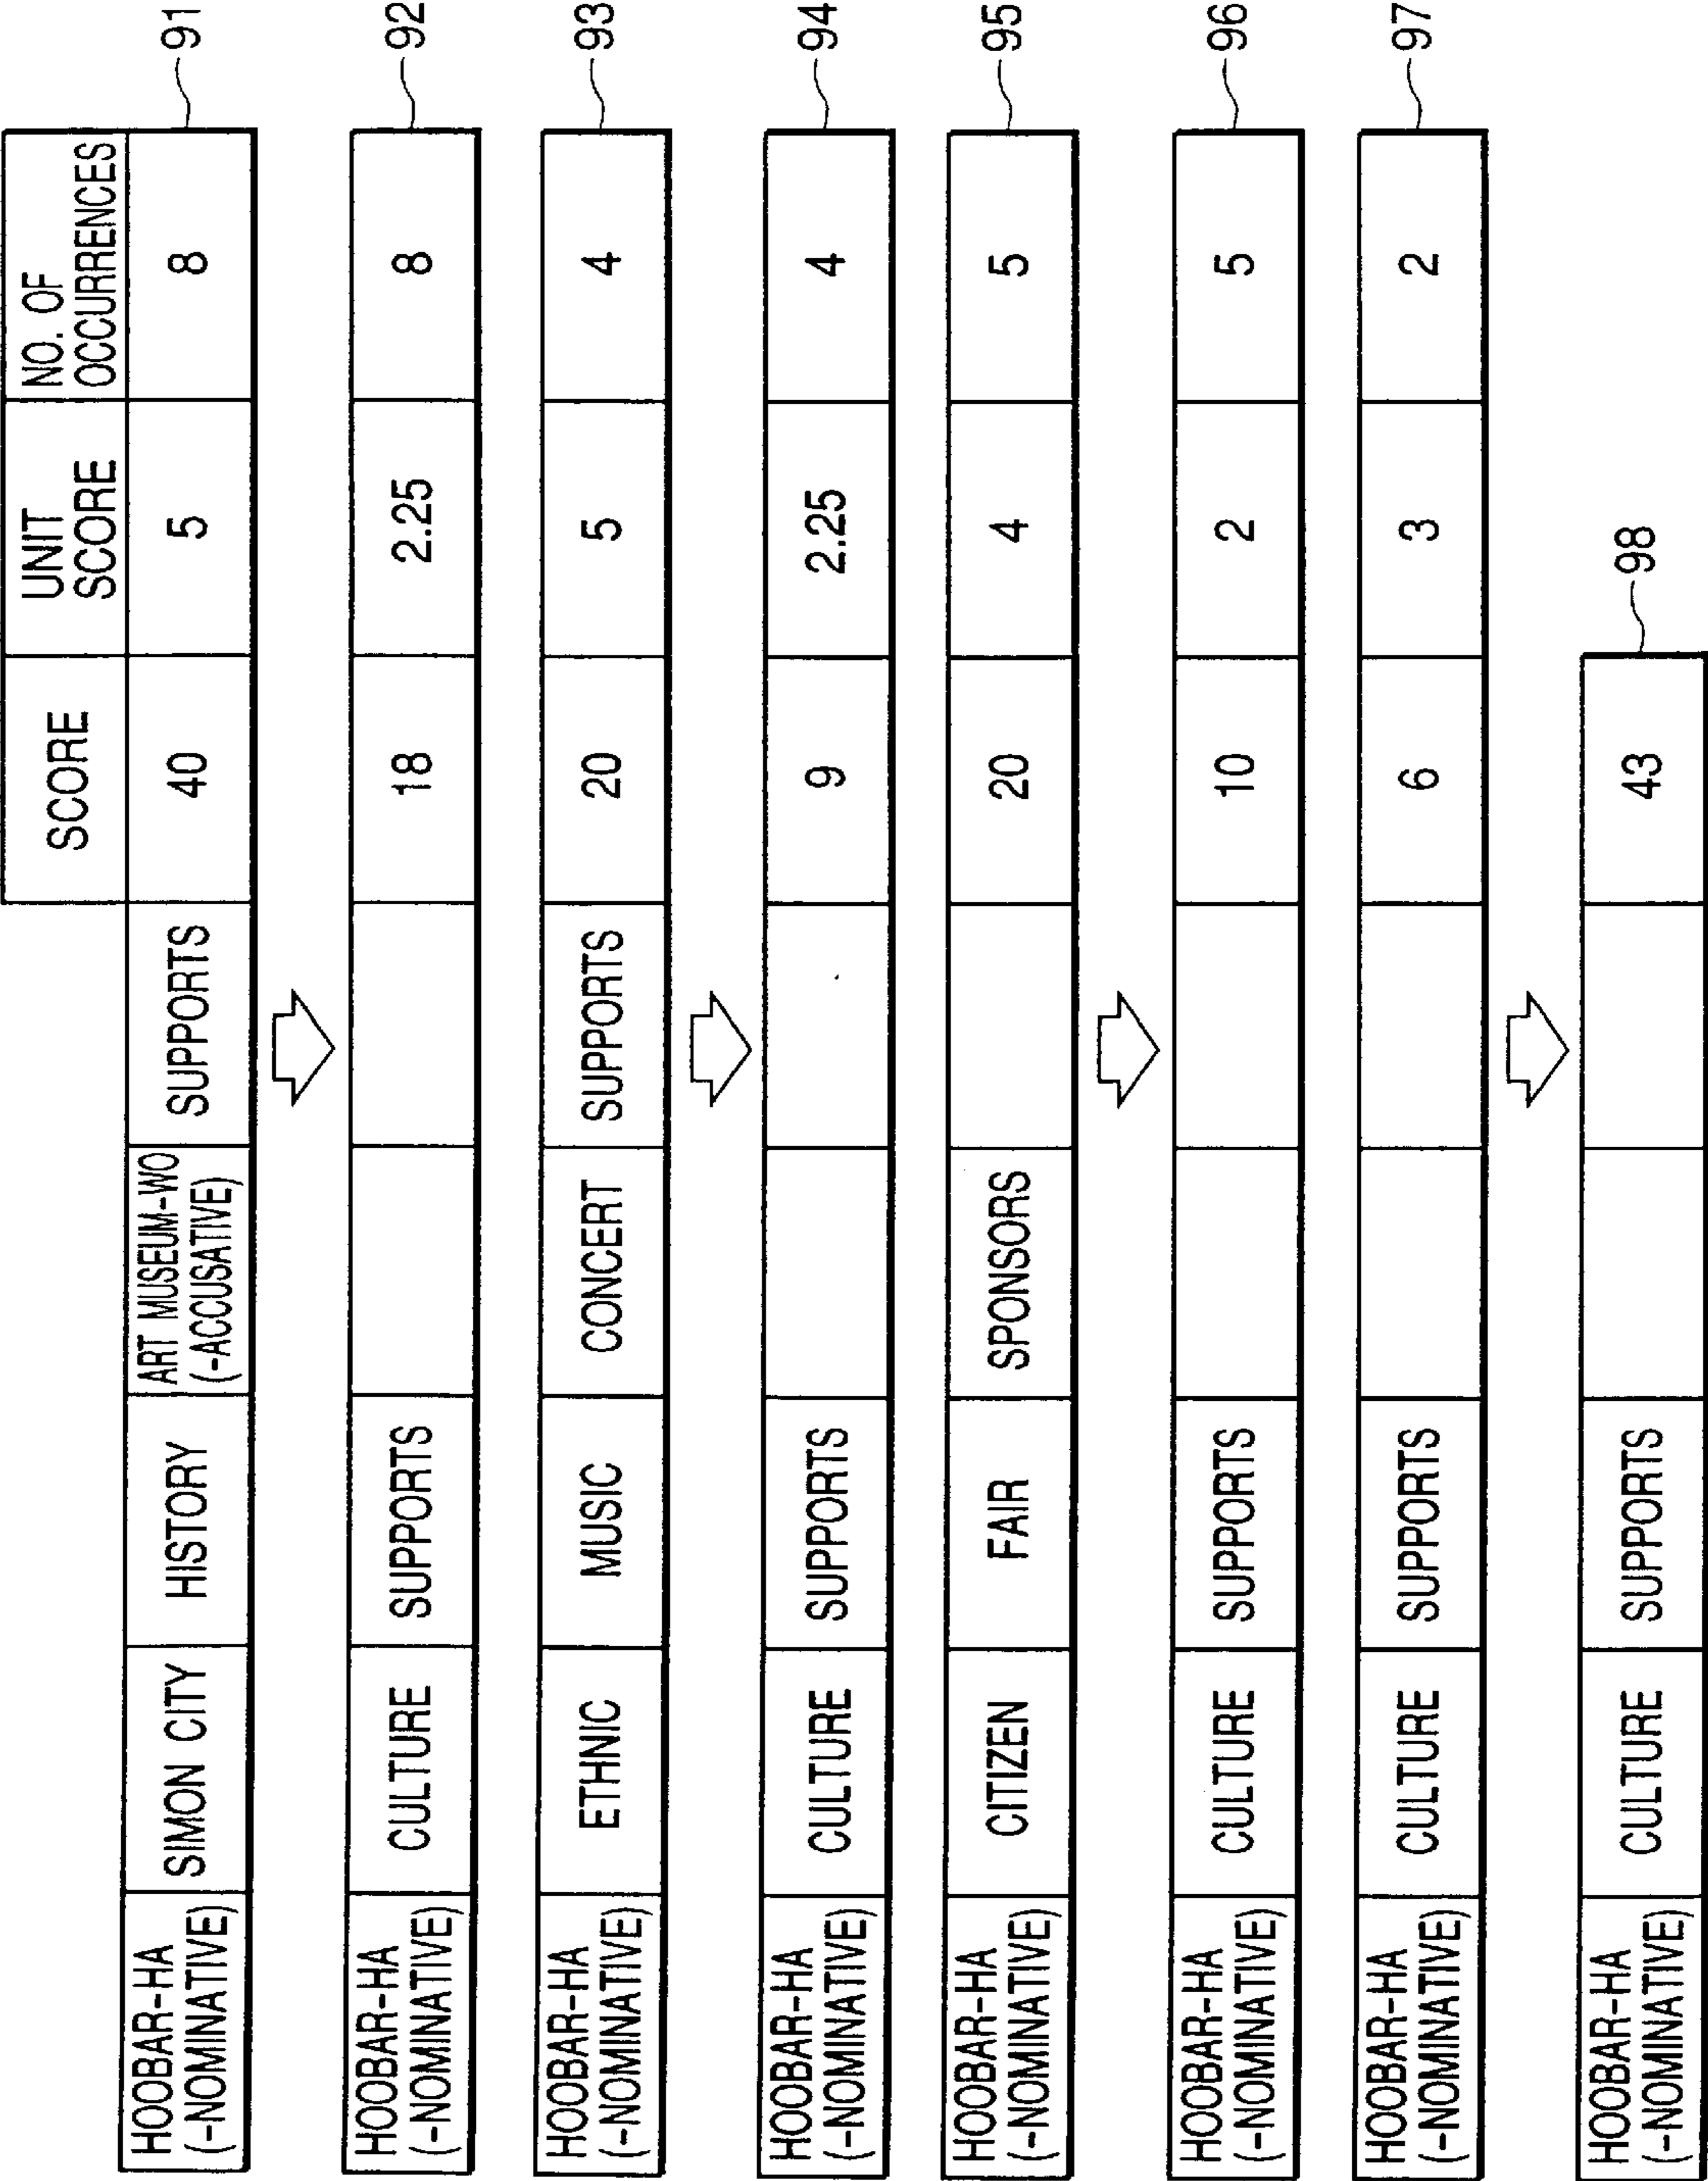 SCORE
UNIT
SCORE
NO. OF
OCCURRENCES
HOOBAR-HA
(-NOMINATIVE)
SIMON CITY
HISTORY
ART MUSEUM-WO
(-ACCUSATIVE)
SUPPORTS
40
5
8
91
HOOBAR-HA
(-NOMINATIVE)
CULTURE
SUPPORTS
18
2.25
8
92
HOOBAR-HA
(-NOMINATIVE)
ETHNIC
MUSIC
CONCERT
SUPPORTS
20
5
4
93
HOOBAR-HA
(-NOMINATIVE)
CULTURE
SUPPORTS
9
2.25
4
94
HOOBAR-HA
(-NOMINATIVE)
CITIZEN
FAIR
SPONSORS
20
4
5
95
HOOBAR-HA
(-NOMINATIVE)
CULTURE
SUPPORTS
10
2
5
96
HOOBAR-HA
(-NOMINATIVE)
CULTURE
SUPPORTS
6
3
2
97
HOOBAR-HA
(-NOMINATIVE)
CULTURE
SUPPORTS
43
98